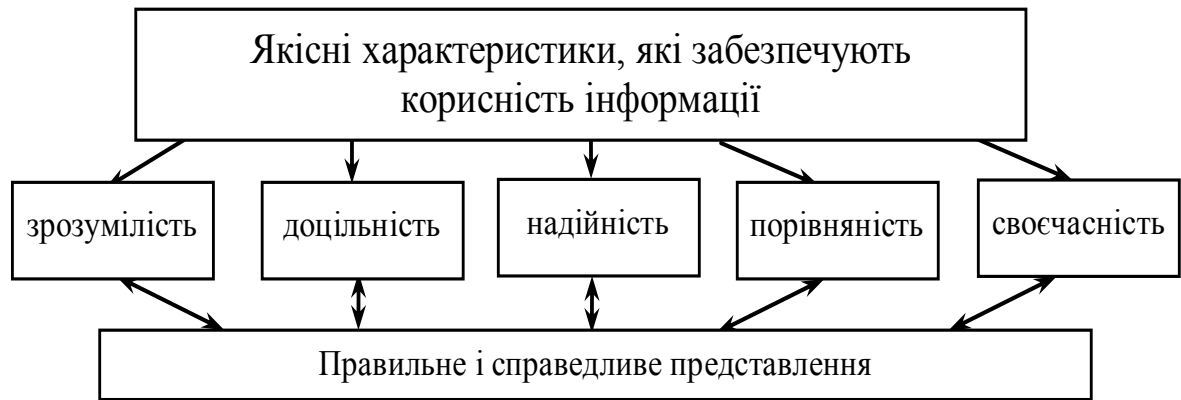 Якісні характеристики, які забезпечують
корисність інформації
зрозумілість
доцільність
надійність
порівняність
своєчасність
Правильне і справедливе представлення